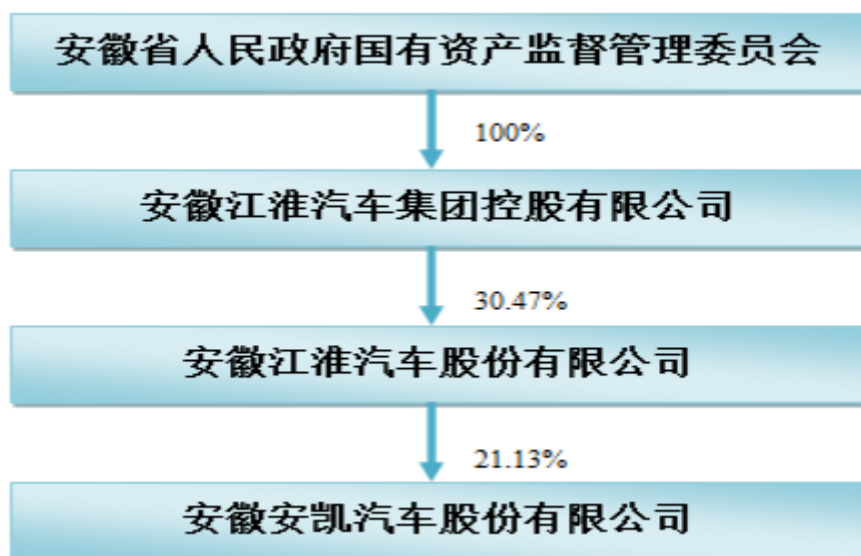 安徽省人民政府国有资产监督管理委员会
100%
安徽江淮汽车集团控股有限公司
30.47%
安徽江淮汽车股份有限公司
21.13%
安徽安凯汽车股份有限公司